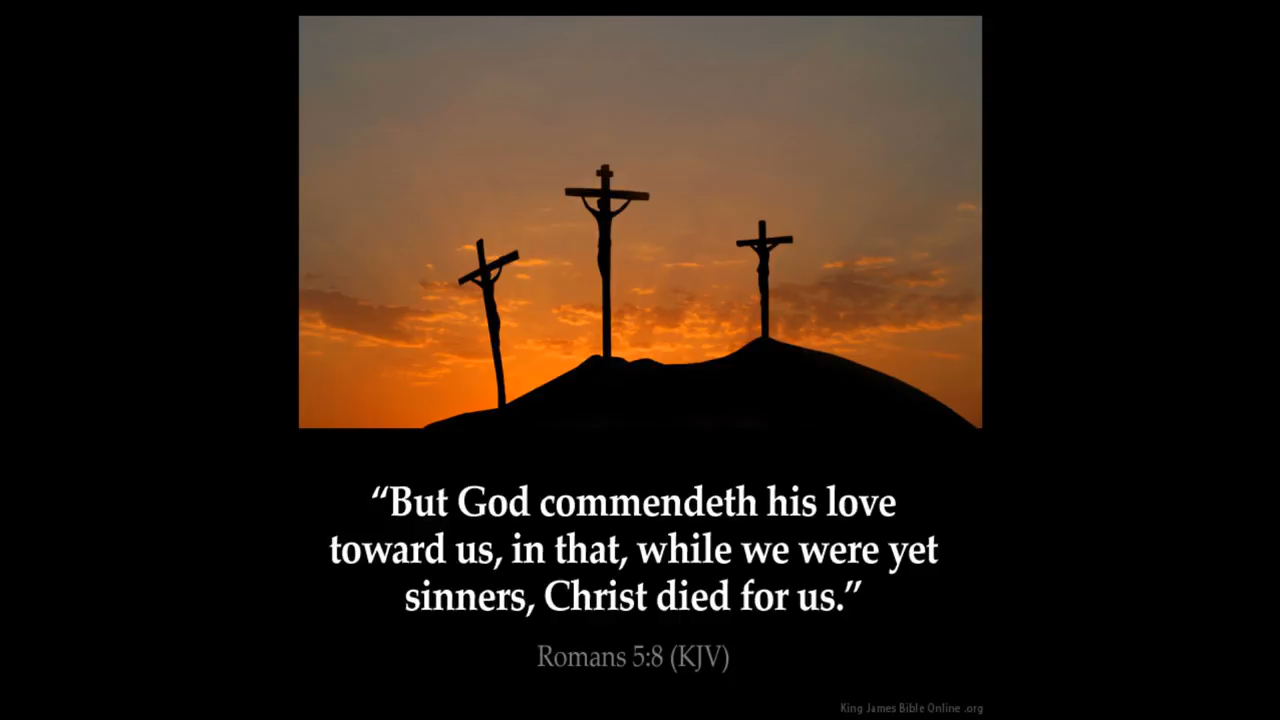 “But God commendeth his love
toward us, in that, while we were yet
sinners, Christ died for us.”
Romans 5:8 (KJV)
King James Bible Online .org